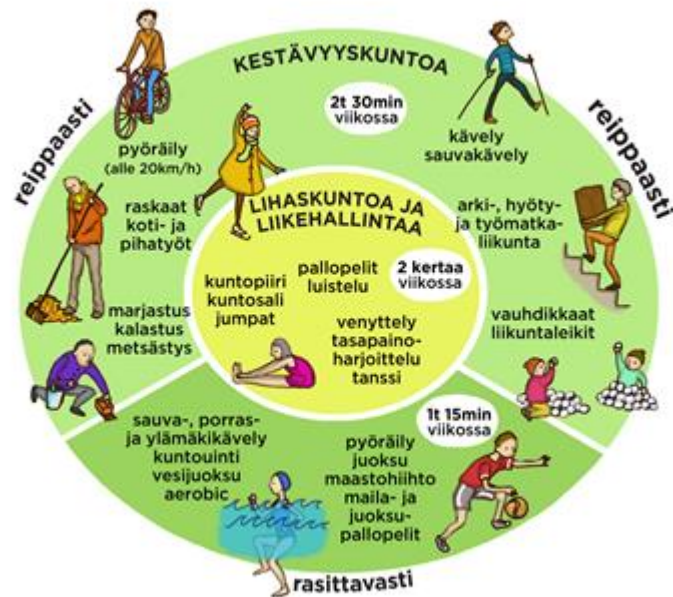 KESTÄVYYSKUNTOA
reippaasti
reippaasti
2t 30min
viikossa
pyöräily
(alle 20km/h)
kävely
sauvakävely
raskaat
koti- ja
pihatyöt
arki-, hyöty-
ja työmatka-
liikunta
marjastus
kalastus
metsästys
vauhdikkaat
liikuntaleikit
LIHASKUNTOA JA
LIIKEHALLINTAA
2 kertaa
viikossa
kuntopiiri
kuntosali
jumpat
pallopelit
luistelu
venyttely
tasapaino-
harjoittelu
tanssi
1t 15min
viikossa
sauva-, porras-
ja ylämäkikävely
kuntouinti
vesijuoksu
aerobic
pyöräily
juoksu
maastohiihto
maila- ja
juoksu-
pallopelit
rasittavasti